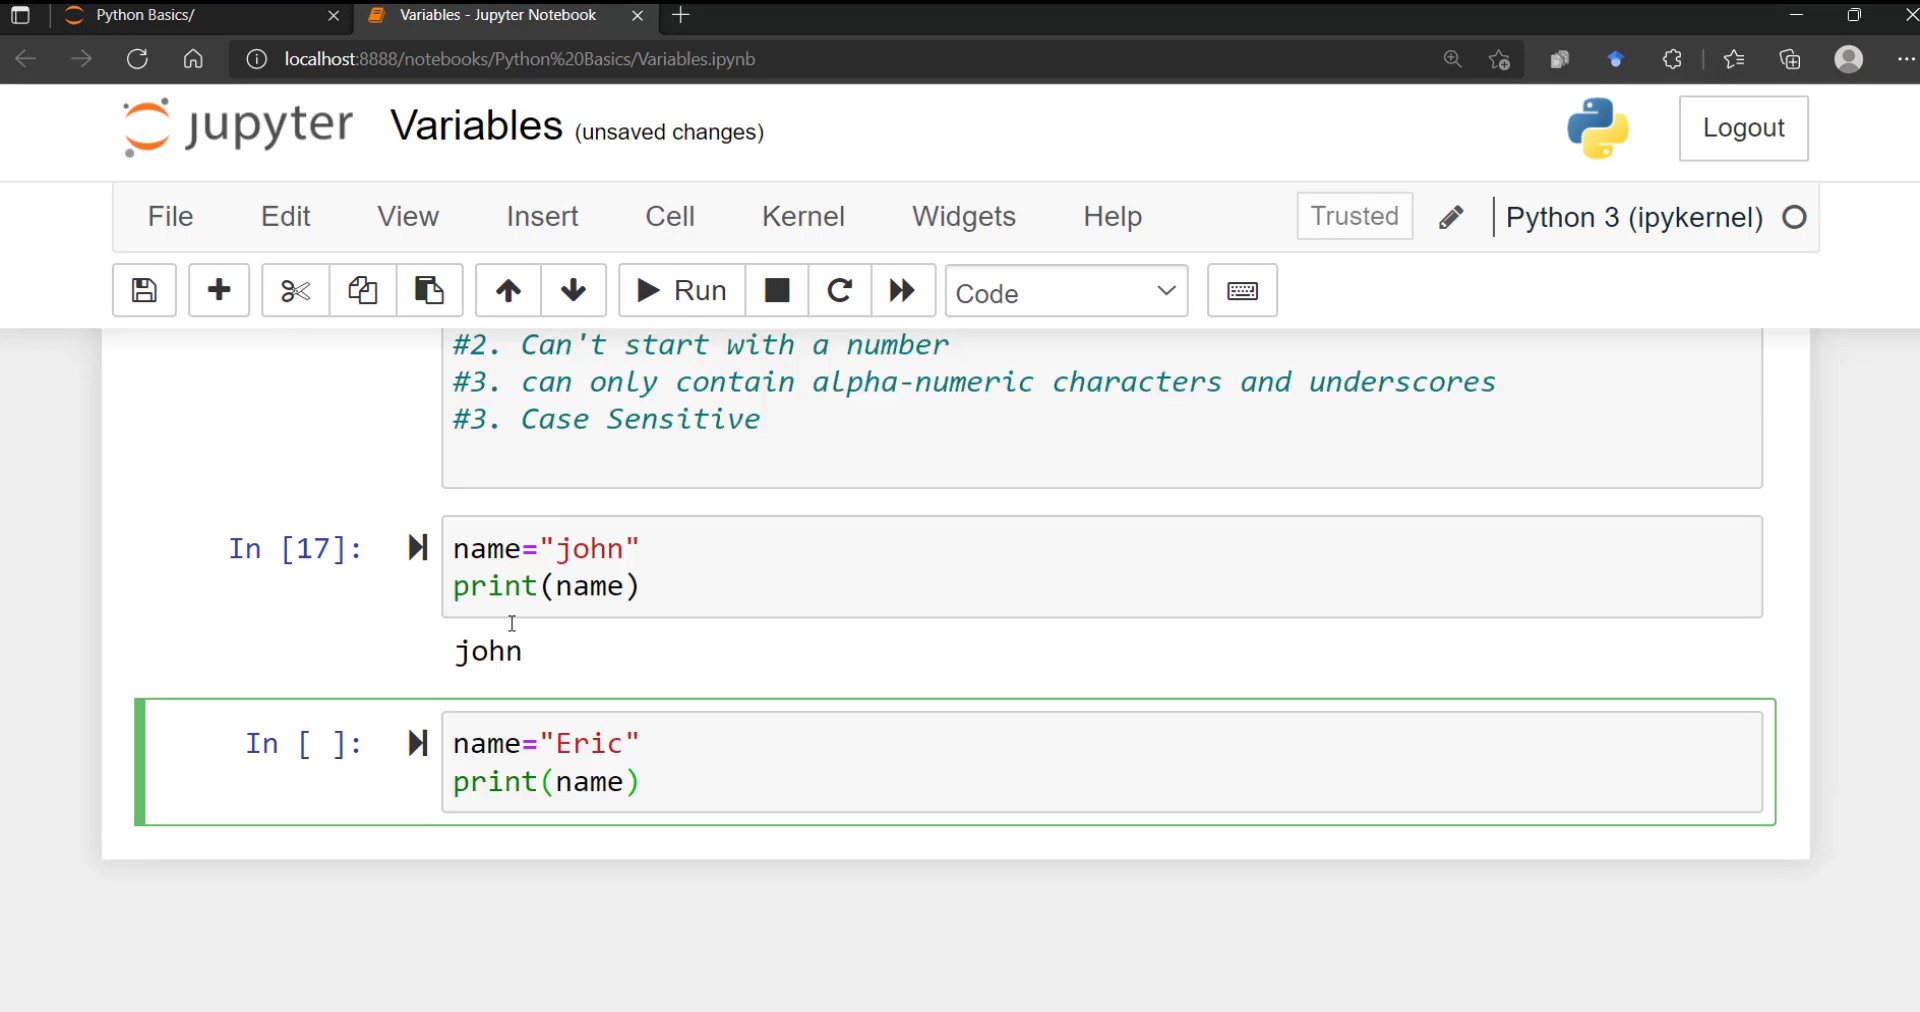 Python Basics/
Variables - Jupyter Notebook
localhost:8888/notebooks/Python%20Basics/Variables.ipynb
jupyter Variables (unsaved changes)
Logout
File Edit View Insert Cell Kernel Widgets Help
Trusted
Python 3 (ipykernel)
Run
Code
#2. Can't start with a number
#3. can only contain alpha-numeric characters and underscores
#3. Case Sensitive
In [17]:
name="john"
print(name)
john
In [ ]:
name="Eric"
print(name)